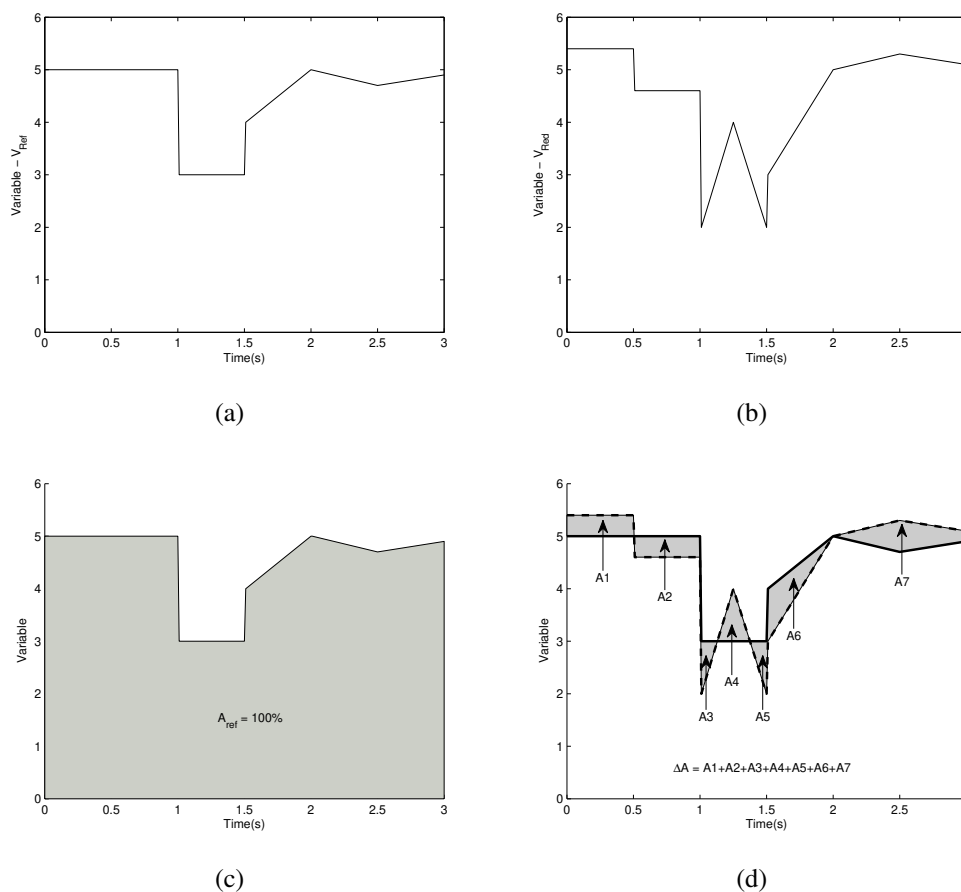 6
5
4
3
2
1
0
Variable − V_Ref
0 0.5 1 1.5 2 2.5 3
Time(s)
(a)
6
5
4
3
2
1
0
Variable − V_Red
0 0.5 1 1.5 2 2.5
Time(s)
(b)
6
5
4
3
2
1
0
Variable
A_ref = 100%
0 0.5 1 1.5 2 2.5 3
Time(s)
(c)
6
5
4
3
2
1
0
Variable
A1
A2
A3
A4
A5
A6
A7
ΔA = A1+A2+A3+A4+A5+A6+A7
0 0.5 1 1.5 2 2.5
Time(s)
(d)